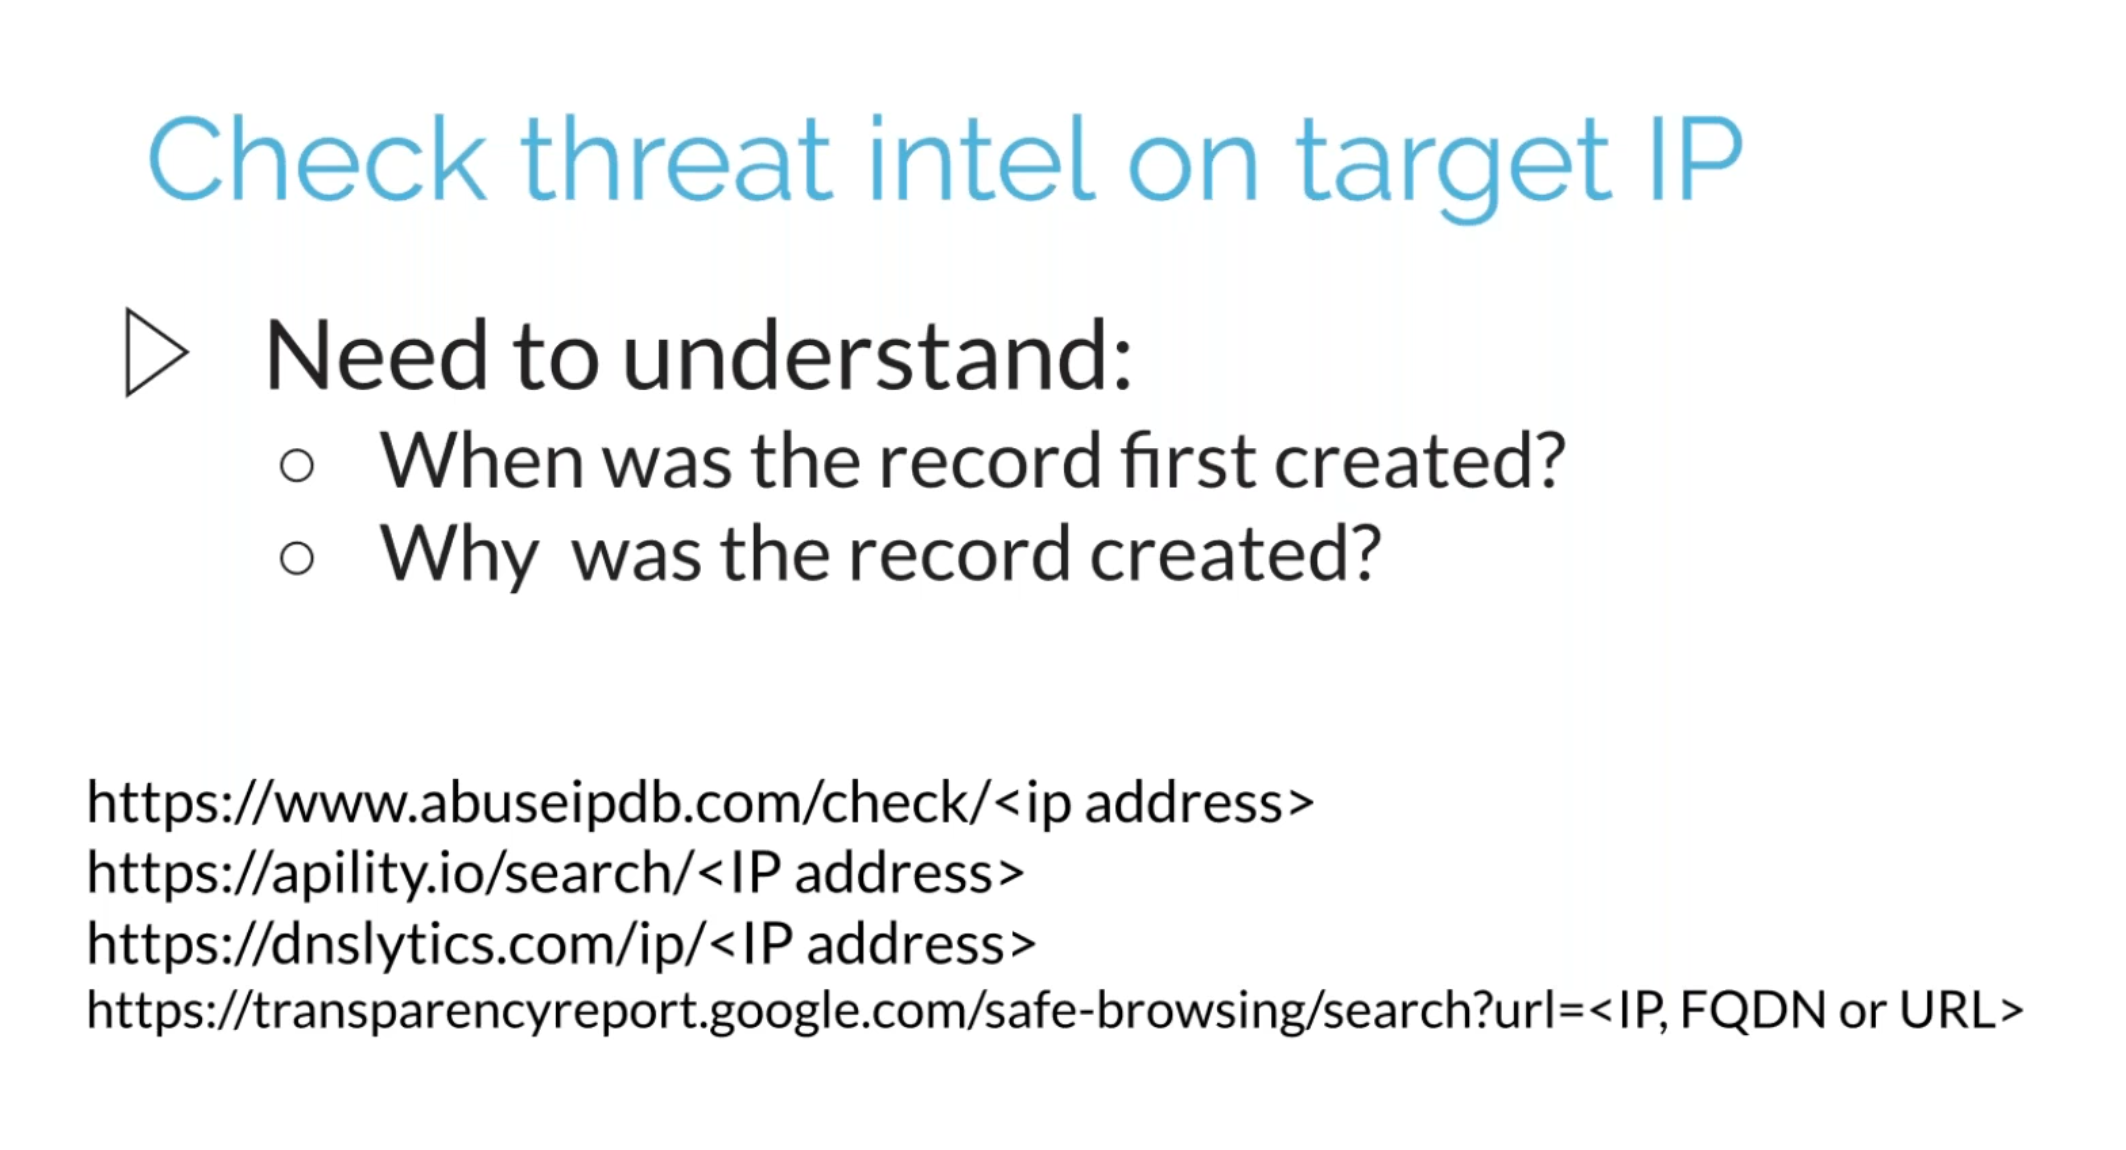 Check threat intel on target IP
Need to understand:
When was the record first created?
Why was the record created?
https://www.abuseipdb.com/check/<ip address>
https://apility.io/search/<IP address>
https://dnslytics.com/ip/<IP address>
https://transparencyreport.google.com/safe-browsing/search?url=<IP, FQDN or URL>